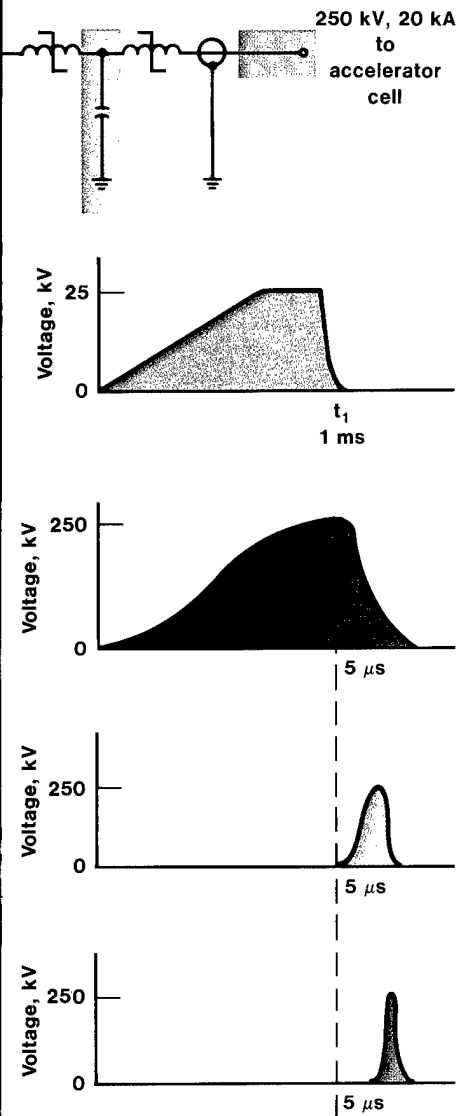 250 kV, 20 kA
to
accelerator
cell
Voltage, kV
25
0
t₁
1 ms
Voltage, kV
250
0
5 μs
Voltage, kV
250
0
5 μs
Voltage, kV
250
0
5 μs